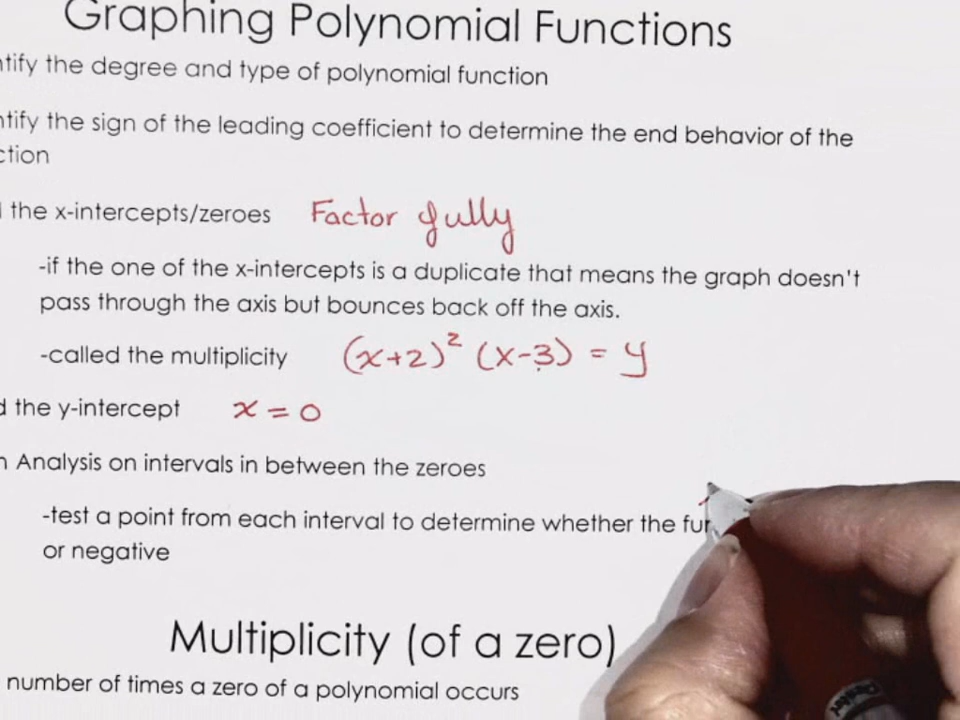 Graphing Polynomial Functions
ntify the degree and type of polynomial function
ntify the sign of the leading coefficient to determine the end behavior of the
ction
the x-intercepts/zeroes Factor fully
-if the one of the x-intercepts is a duplicate that means the graph doesn't
pass through the axis but bounces back off the axis.
-called the multiplicity (x+2)² (x-3) = y
d the y-intercept x = 0
n Analysis on intervals in between the zeroes
-test a point from each interval to determine whether the fu
or negative
Multiplicity (of a zero)
number of times a zero of a polynomial occurs